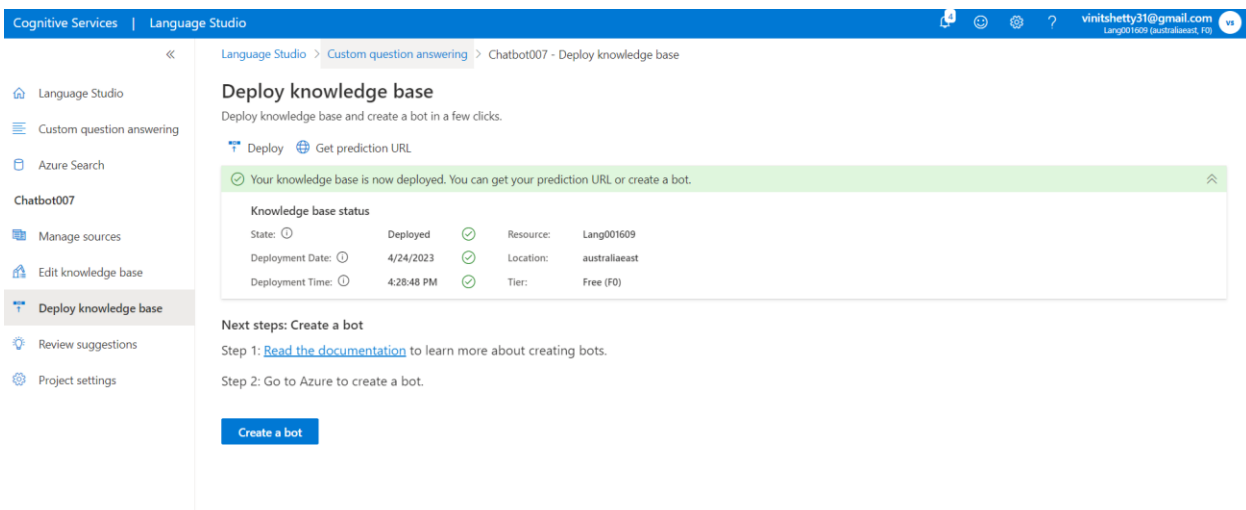 Cognitive Services | Language Studio
4
vinitshetty31@gmail.com
Lang001609 (australiaeast, F0)
VS
Language Studio > Custom question answering > Chatbot007 - Deploy knowledge base
Language Studio
Custom question answering
Azure Search
Chatbot007
Manage sources
Edit knowledge base
Deploy knowledge base
Review suggestions
Project settings
Deploy knowledge base
Deploy knowledge base and create a bot in a few clicks.
Deploy Get prediction URL
Your knowledge base is now deployed. You can get your prediction URL or create a bot.
Knowledge base status
State: Deployed Resource: Lang001609
Deployment Date: 4/24/2023 Location: australiaeast
Deployment Time: 4:28:48 PM Tier: Free (F0)
Next steps: Create a bot
Step 1: Read the documentation to learn more about creating bots.
Step 2: Go to Azure to create a bot.
Create a bot